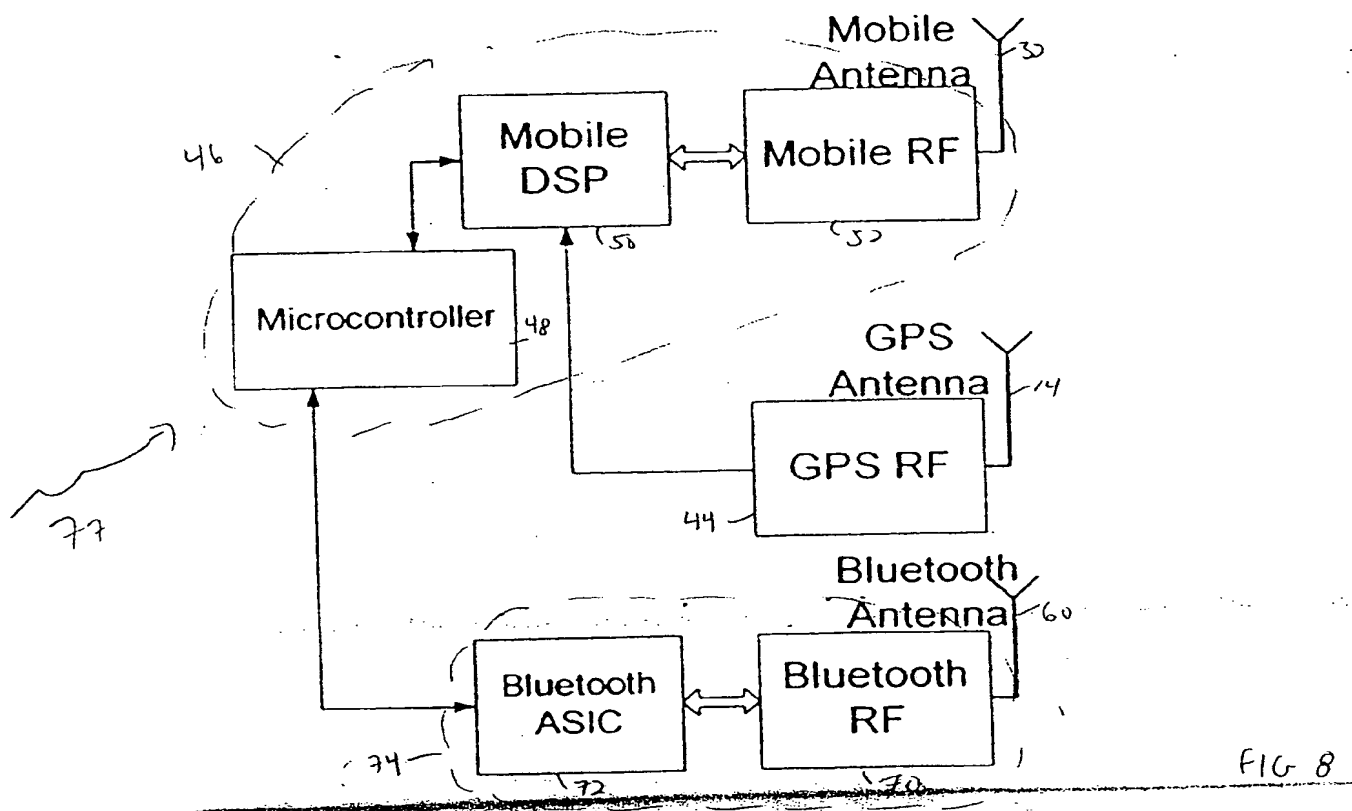 Mobile
Antenna
30
Mobile
DSP
Mobile RF
46
50
52
Microcontroller
48
GPS
Antenna
14
GPS RF
44
77
Bluetooth
Antenna
60
Bluetooth
ASIC
Bluetooth
RF
74
72
70
FIG 8